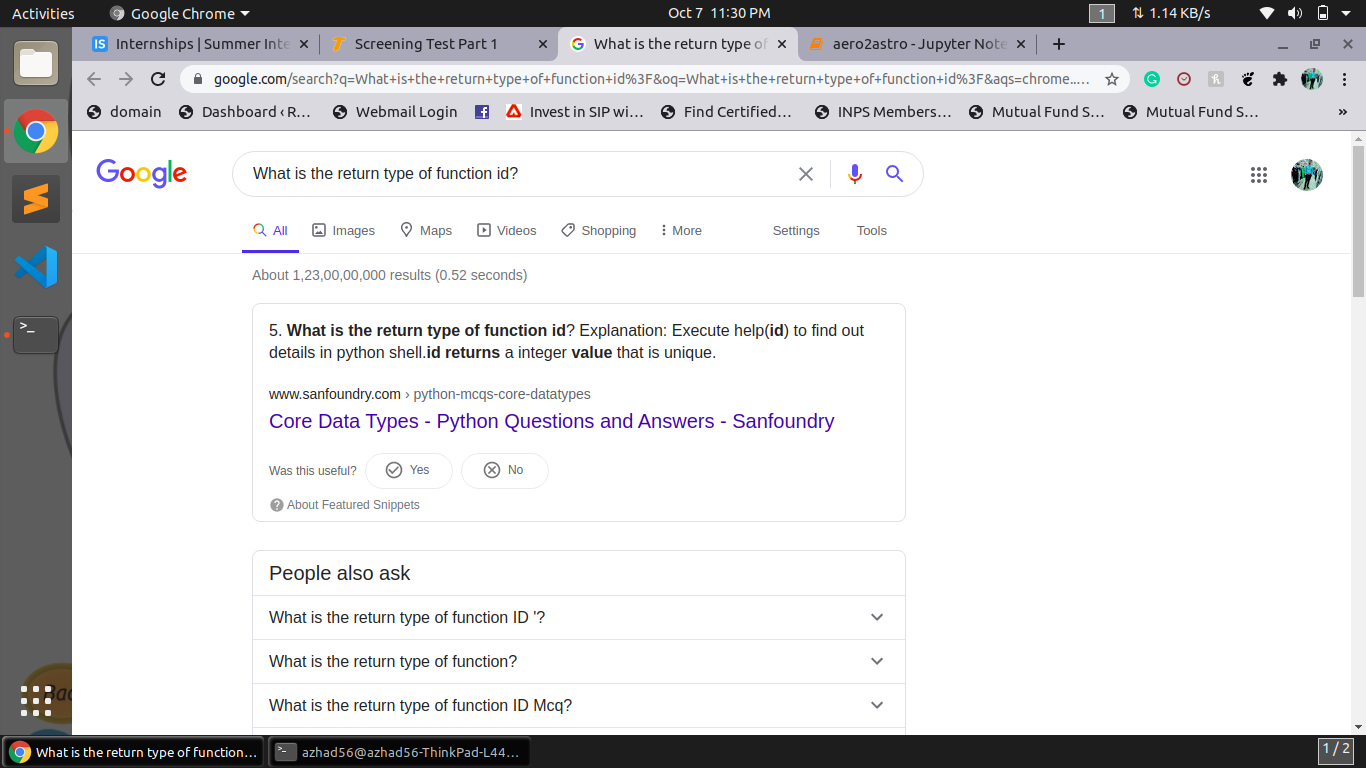 Activities
Google Chrome
Oct 7 11:30 PM
1
1.14 KB/s
Internships | Summer Inte
Screening Test Part 1
What is the return type of
aero2astro - Jupyter Note
google.com/search?q=What+is+the+return+type+of+function+id%3F&oq=What+is+the+return+type+of+function+id%3F&aqs=chrome.....
domain
Dashboard ‹ R...
Webmail Login
Invest in SIP wi...
Find Certified...
INPS Members...
Mutual Fund S...
Mutual Fund S...
»
Google
What is the return type of function id?
All
Images
Maps
Videos
Shopping
More
Settings
Tools
About 1,23,00,00,000 results (0.52 seconds)
5. What is the return type of function id? Explanation: Execute help(id) to find out
details in python shell.id returns a integer value that is unique.
www.sanfoundry.com › python-mcqs-core-datatypes
Core Data Types - Python Questions and Answers - Sanfoundry
Was this useful?
Yes
No
About Featured Snippets
People also ask
What is the return type of function ID '?
What is the return type of function?
What is the return type of function ID Mcq?
What is the return type of function...
azhad56@azhad56-ThinkPad-L44...
1 / 2